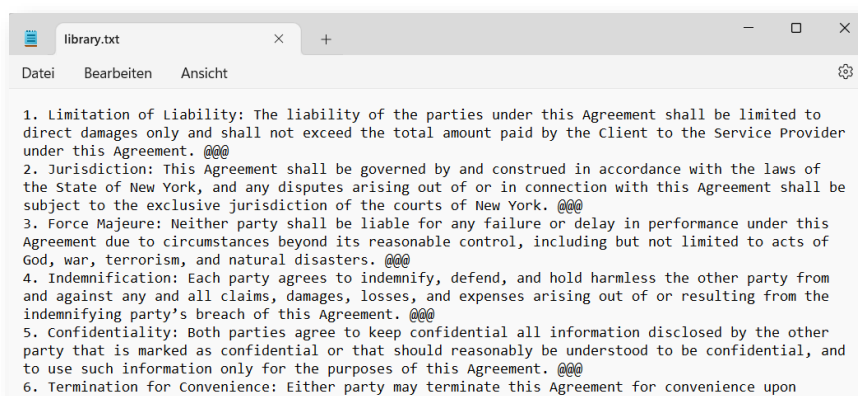 library.txt
Datei Bearbeiten Ansicht
1. Limitation of Liability: The liability of the parties under this Agreement shall be limited to
direct damages only and shall not exceed the total amount paid by the Client to the Service Provider
under this Agreement. @@@
2. Jurisdiction: This Agreement shall be governed by and construed in accordance with the laws of
the State of New York, and any disputes arising out of or in connection with this Agreement shall be
subject to the exclusive jurisdiction of the courts of New York. @@@
3. Force Majeure: Neither party shall be liable for any failure or delay in performance under this
Agreement due to circumstances beyond its reasonable control, including but not limited to acts of
God, war, terrorism, and natural disasters. @@@
4. Indemnification: Each party agrees to indemnify, defend, and hold harmless the other party from
and against any and all claims, damages, losses, and expenses arising out of or resulting from the
indemnifying party’s breach of this Agreement. @@@
5. Confidentiality: Both parties agree to keep confidential all information disclosed by the other
party that is marked as confidential or that should reasonably be understood to be confidential, and
to use such information only for the purposes of this Agreement. @@@
6. Termination for Convenience: Either party may terminate this Agreement for convenience upon